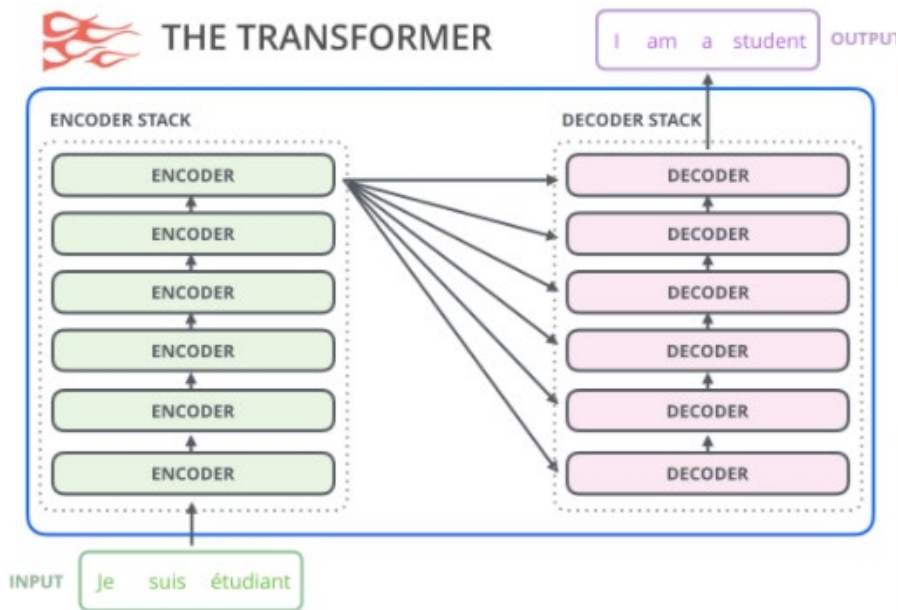 THE TRANSFORMER
I am a student OUTPUT
ENCODER STACK
DECODER STACK
ENCODER
ENCODER
ENCODER
ENCODER
ENCODER
ENCODER
DECODER
DECODER
DECODER
DECODER
DECODER
DECODER
INPUT Je suis étudiant